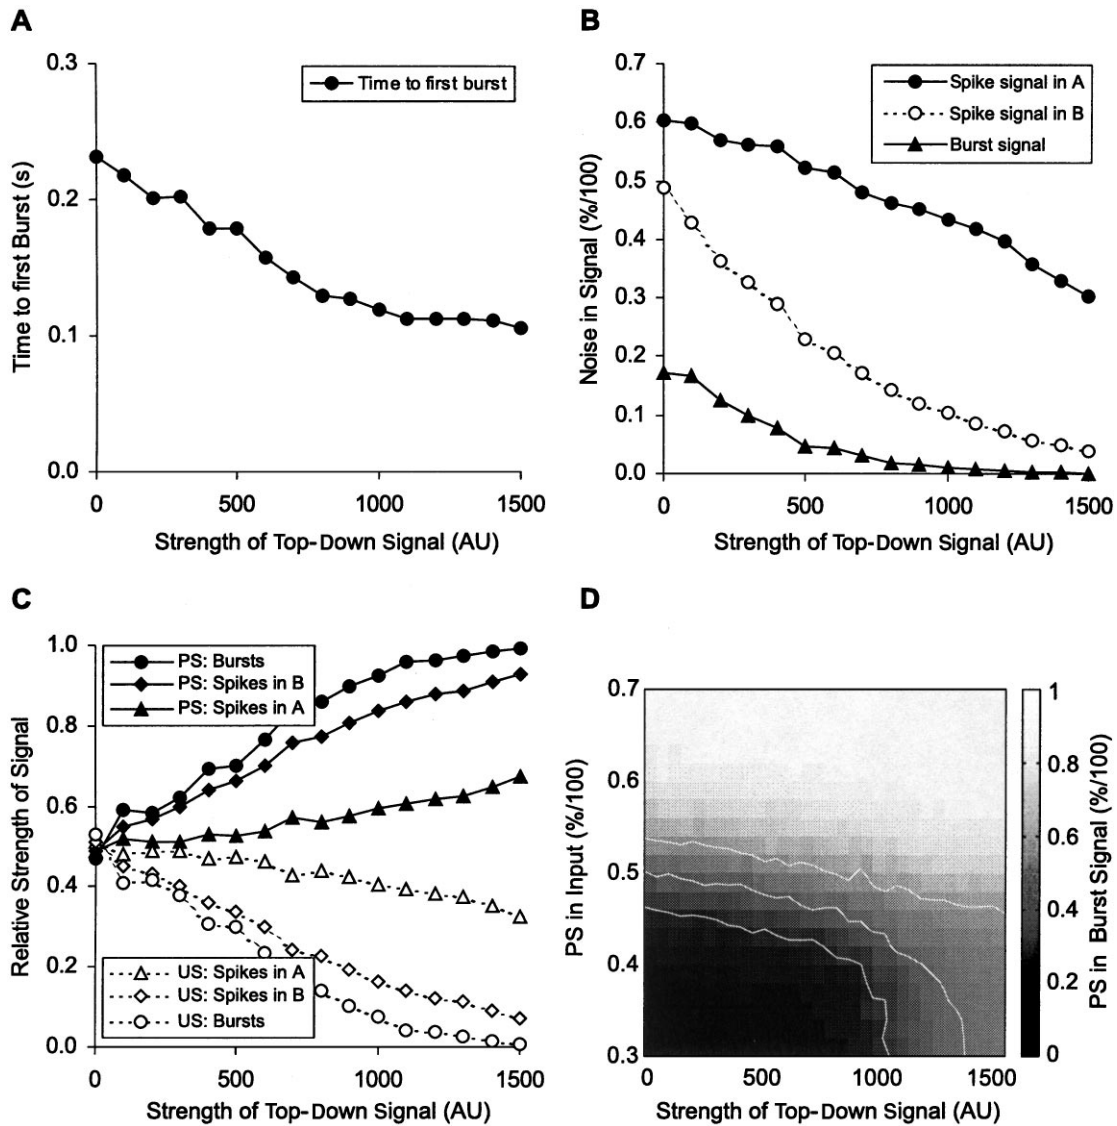 A
0.3
0.2
0.1
0.0
Time to first Burst (s)
Time to first burst
0 500 1000 1500
Strength of Top-Down Signal (AU)
B
0.7
0.6
0.5
0.4
0.3
0.2
0.1
0.0
Noise in Signal (%/100)
Spike signal in A
Spike signal in B
Burst signal
0 500 1000 1500
Strength of Top-Down Signal (AU)
C
1.0
0.8
0.6
0.4
0.2
0.0
Relative Strength of Signal
PS: Bursts
PS: Spikes in B
PS: Spikes in A
US: Spikes in A
US: Spikes in B
US: Bursts
0 500 1000 1500
Strength of Top-Down Signal (AU)
D
0.7
0.6
0.5
0.4
0.3
PS in Input (%/100)
0 500 1000 1500
Strength of Top-Down Signal (AU)
1
0.8
0.6
0.4
0.2
0
PS in Burst Signal (%/100)